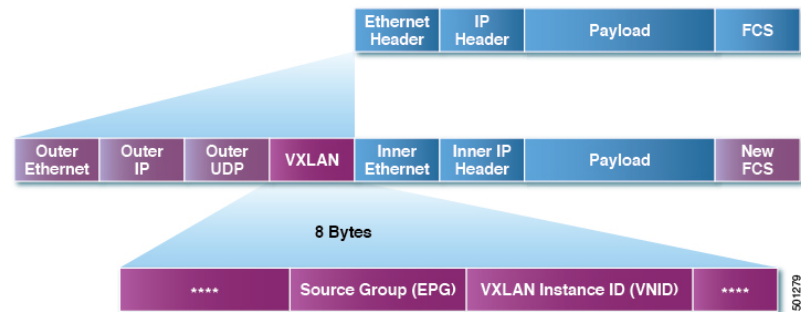 Ethernet Header
IP Header
Payload
FCS
Outer Ethernet
Outer IP
Outer UDP
VXLAN
Inner Ethernet
Inner IP Header
Payload
New FCS
8 Bytes
****
Source Group (EPG)
VXLAN Instance ID (VNID)
****
501279